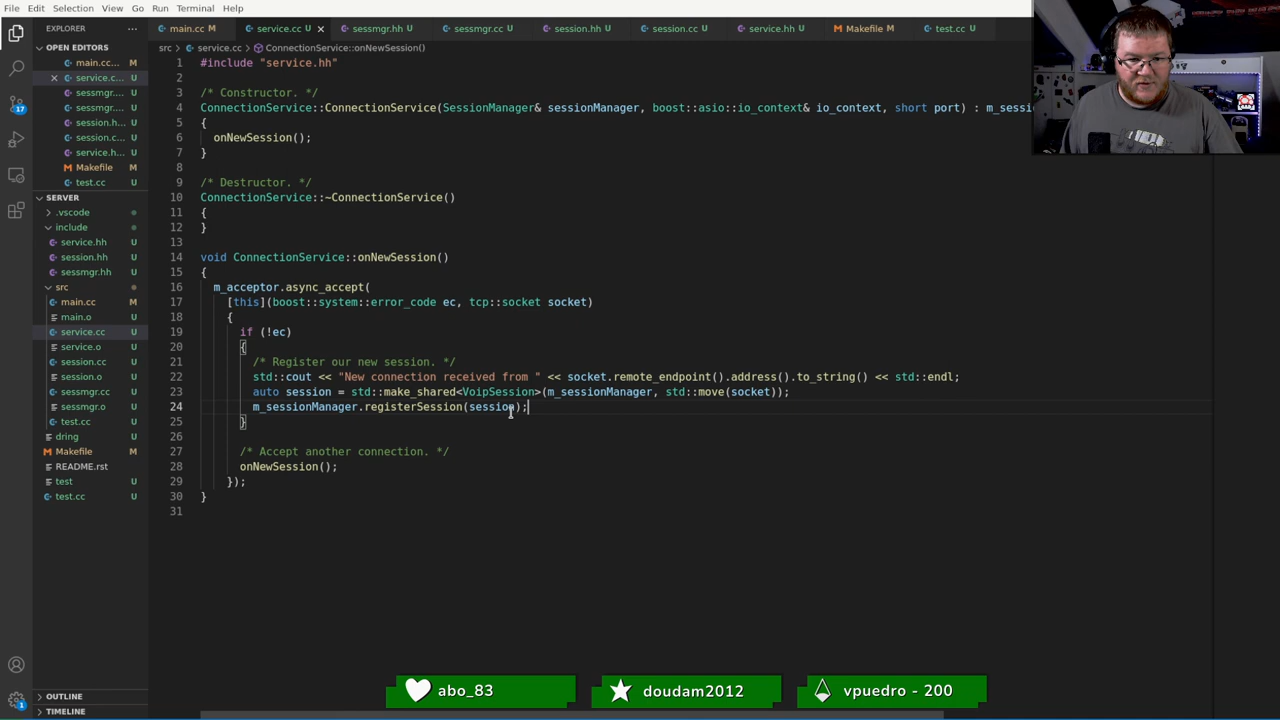 File Edit Selection View Go Run Terminal Help
EXPLORER ...
main.cc M service.cc U × sessmgr.hh U sessmgr.cc U session.hh U session.cc U service.hh U Makefile M test.cc U
OPEN EDITORS
main.cc... M
× service.c... U
sessmgr.... U
sessmgr.... U
session.h... U
session.c... U
service.h... U
Makefile M
test.cc U
SERVER
.vscode
include
service.hh U
session.hh U
sessmgr.hh U
src
main.cc M
main.o U
service.cc U
service.o U
session.cc U
session.o U
sessmgr.cc U
sessmgr.o U
test.cc U
dring U
Makefile M
README.rst
test U
test.cc U
OUTLINE
TIMELINE
17
1
src > service.cc > ConnectionService::onNewSession()
1 #include "service.hh"
2
3 /* Constructor. */
4 ConnectionService::ConnectionService(SessionManager& sessionManager, boost::asio::io_context& io_context, short port) : m_sessi
5 {
6 onNewSession();
7 }
8
9 /* Destructor. */
10 ConnectionService::~ConnectionService()
11 {
12 }
13
14 void ConnectionService::onNewSession()
15 {
16 m_acceptor.async_accept(
17 [this](boost::system::error_code ec, tcp::socket socket)
18 {
19 if (!ec)
20 {
21 /* Register our new session. */
22 std::cout << "New connection received from " << socket.remote_endpoint().address().to_string() << std::endl;
23 auto session = std::make_shared<VoipSession>(m_sessionManager, std::move(socket));
24 m_sessionManager.registerSession(session);
25 }
26
27 /* Accept another connection. */
28 onNewSession();
29 });
30 }
31
abo_83
doudam2012
vpuedro - 200